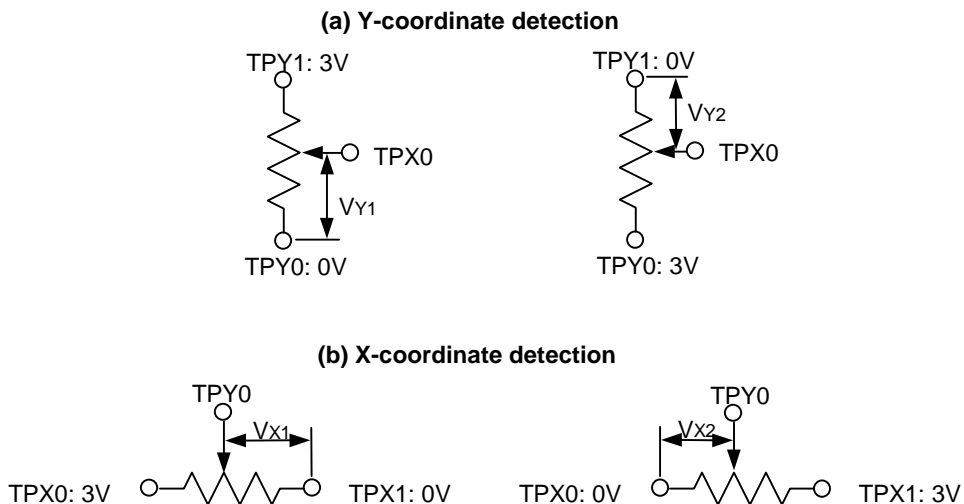 (a) Y-coordinate detection
TPY1: 3V
TPY1: 0V
VY2
TPX0
TPX0
VY1
TPY0: 0V
TPY0: 3V
(b) X-coordinate detection
TPY0
TPY0
VX1
VX2
TPX0: 3V
TPX1: 0V
TPX0: 0V
TPX1: 3V